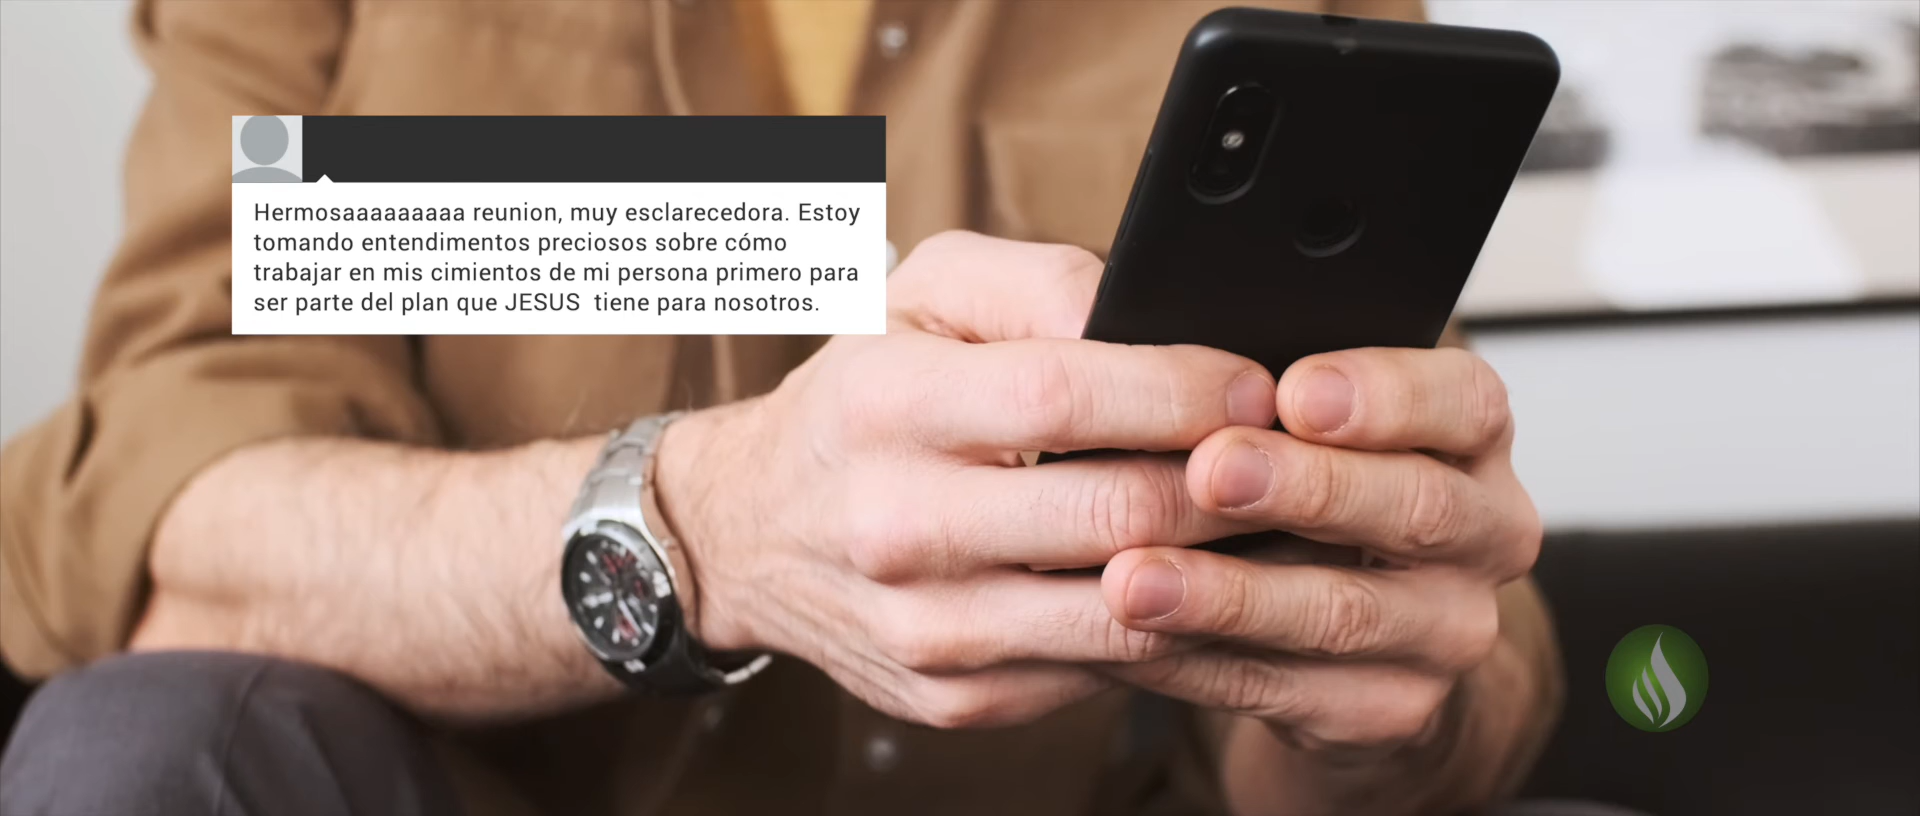 Hermosaaaaaaaaa reunion, muy esclarecedora. Estoy
tomando entendimentos preciosos sobre cómo
trabajar en mis cimientos de mi persona primero para
ser parte del plan que JESUS  tiene para nosotros.